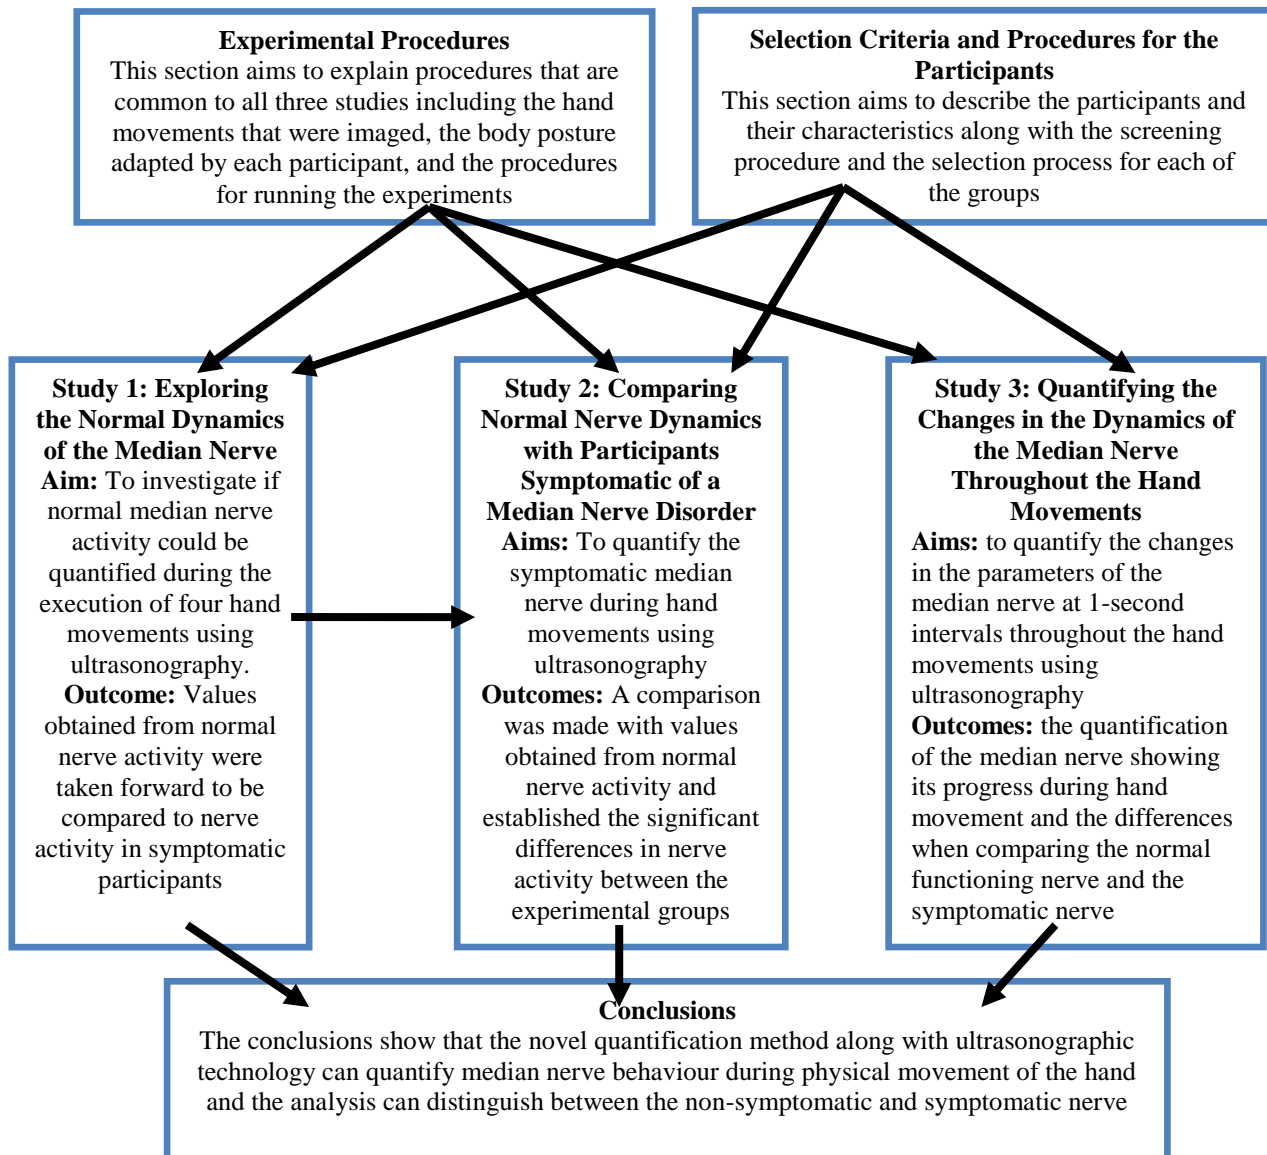 Experimental Procedures
This section aims to explain procedures that are
common to all three studies including the hand
movements that were imaged, the body posture
adapted by each participant, and the procedures
for running the experiments
Selection Criteria and Procedures for the
Participants
This section aims to describe the participants and
their characteristics along with the screening
procedure and the selection process for each of
the groups
Study 1: Exploring
the Normal Dynamics
of the Median Nerve
Aim: To investigate if
normal median nerve
activity could be
quantified during the
execution of four hand
movements using
ultrasonography.
Outcome: Values
obtained from normal
nerve activity were
taken forward to be
compared to nerve
activity in symptomatic
participants
Study 2: Comparing
Normal Nerve Dynamics
with Participants
Symptomatic of a
Median Nerve Disorder
Aims: To quantify the
symptomatic median
nerve during hand
movements using
ultrasonography
Outcomes: A comparison
was made with values
obtained from normal
nerve activity and
established the significant
differences in nerve
activity between the
experimental groups
Study 3: Quantifying the
Changes in the Dynamics of
the Median Nerve
Throughout the Hand
Movements
Aims: to quantify the changes
in the parameters of the
median nerve at 1-second
intervals throughout the hand
movements using
ultrasonography
Outcomes: the quantification
of the median nerve showing
its progress during hand
movement and the differences
when comparing the normal
functioning nerve and the
symptomatic nerve
Conclusions
The conclusions show that the novel quantification method along with ultrasonographic
technology can quantify median nerve behaviour during physical movement of the hand
and the analysis can distinguish between the non-symptomatic and symptomatic nerve